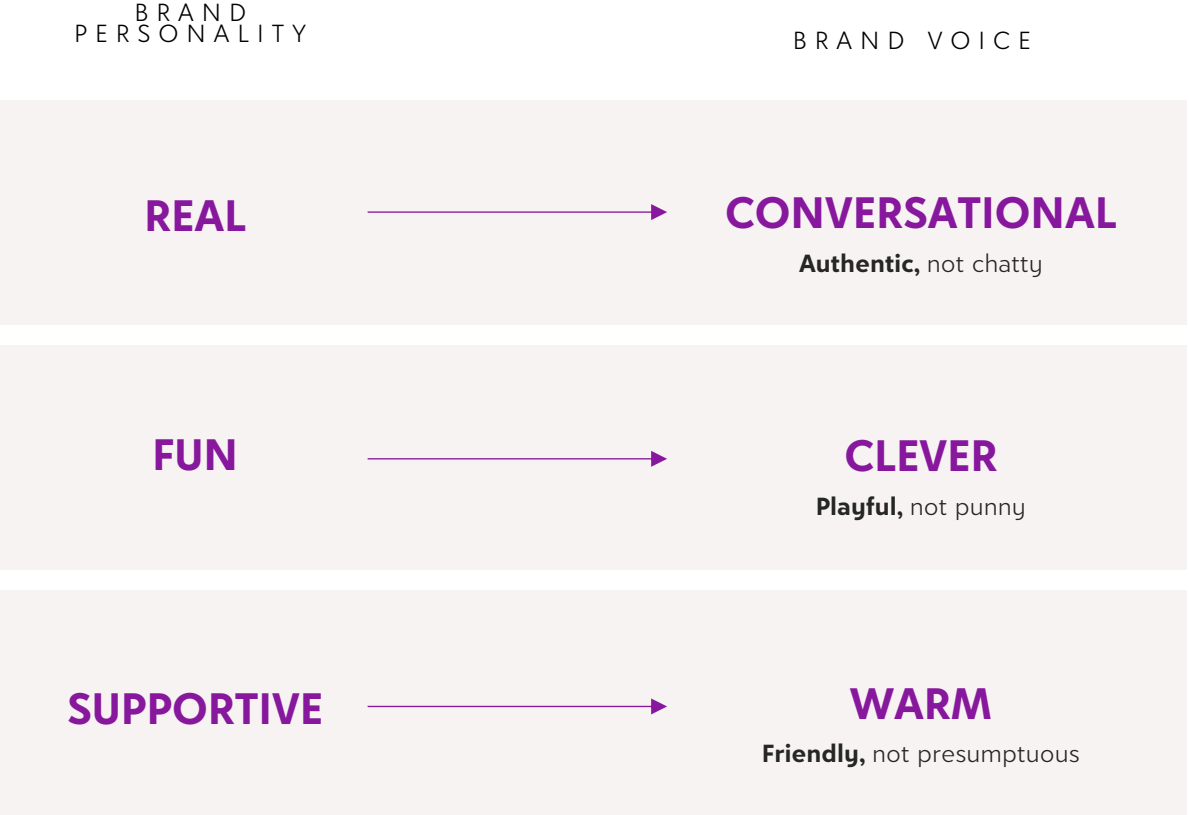 BRAND
PERSONALITY
BRAND VOICE
REAL
CONVERSATIONAL
Authentic, not chatty
FUN
CLEVER
Playful, not punny
SUPPORTIVE
WARM
Friendly, not presumptuous